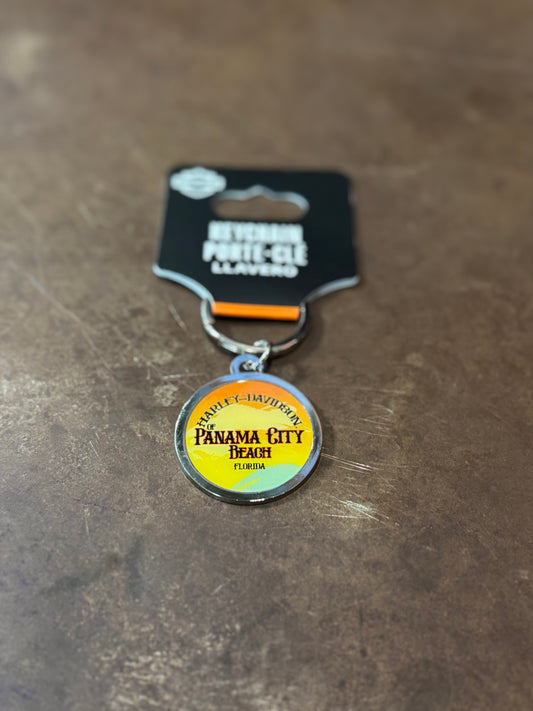 KEYCHAIN
PORTE-CLÉ
LLAVERO
HARLEY-DAVIDSON
OF
PANAMA CITY
BEACH
FLORIDA